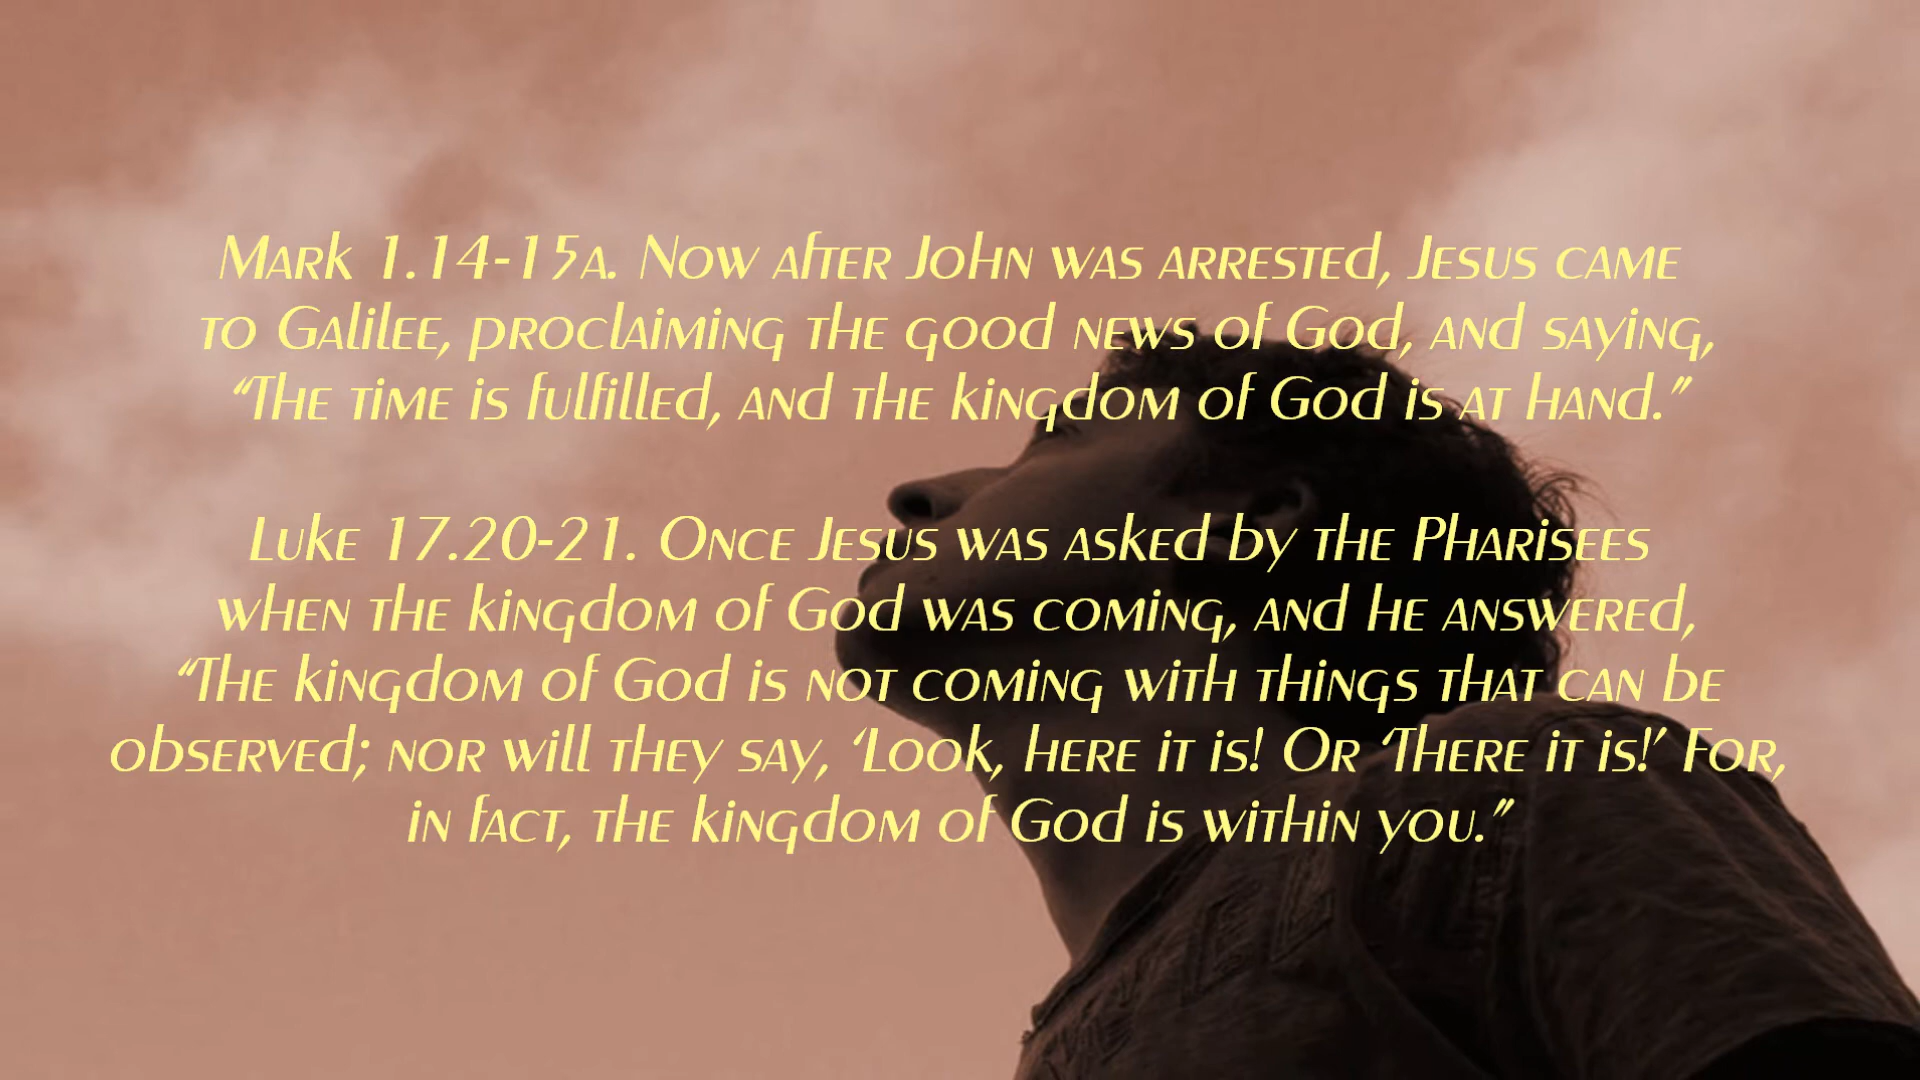 Mark 1.14-15a. Now after John was arrested, Jesus came
to Galilee, proclaiming the good news of God, and saying,
“The time is fulfilled, and the kingdom of God is at hand.”
Luke 17.20-21. Once Jesus was asked by the Pharisees
when the kingdom of God was coming, and he answered,
“The kingdom of God is not coming with things that can be
observed; nor will they say, ‘Look, here it is! Or ‘There it is!’ For,
in fact, the kingdom of God is within you.”